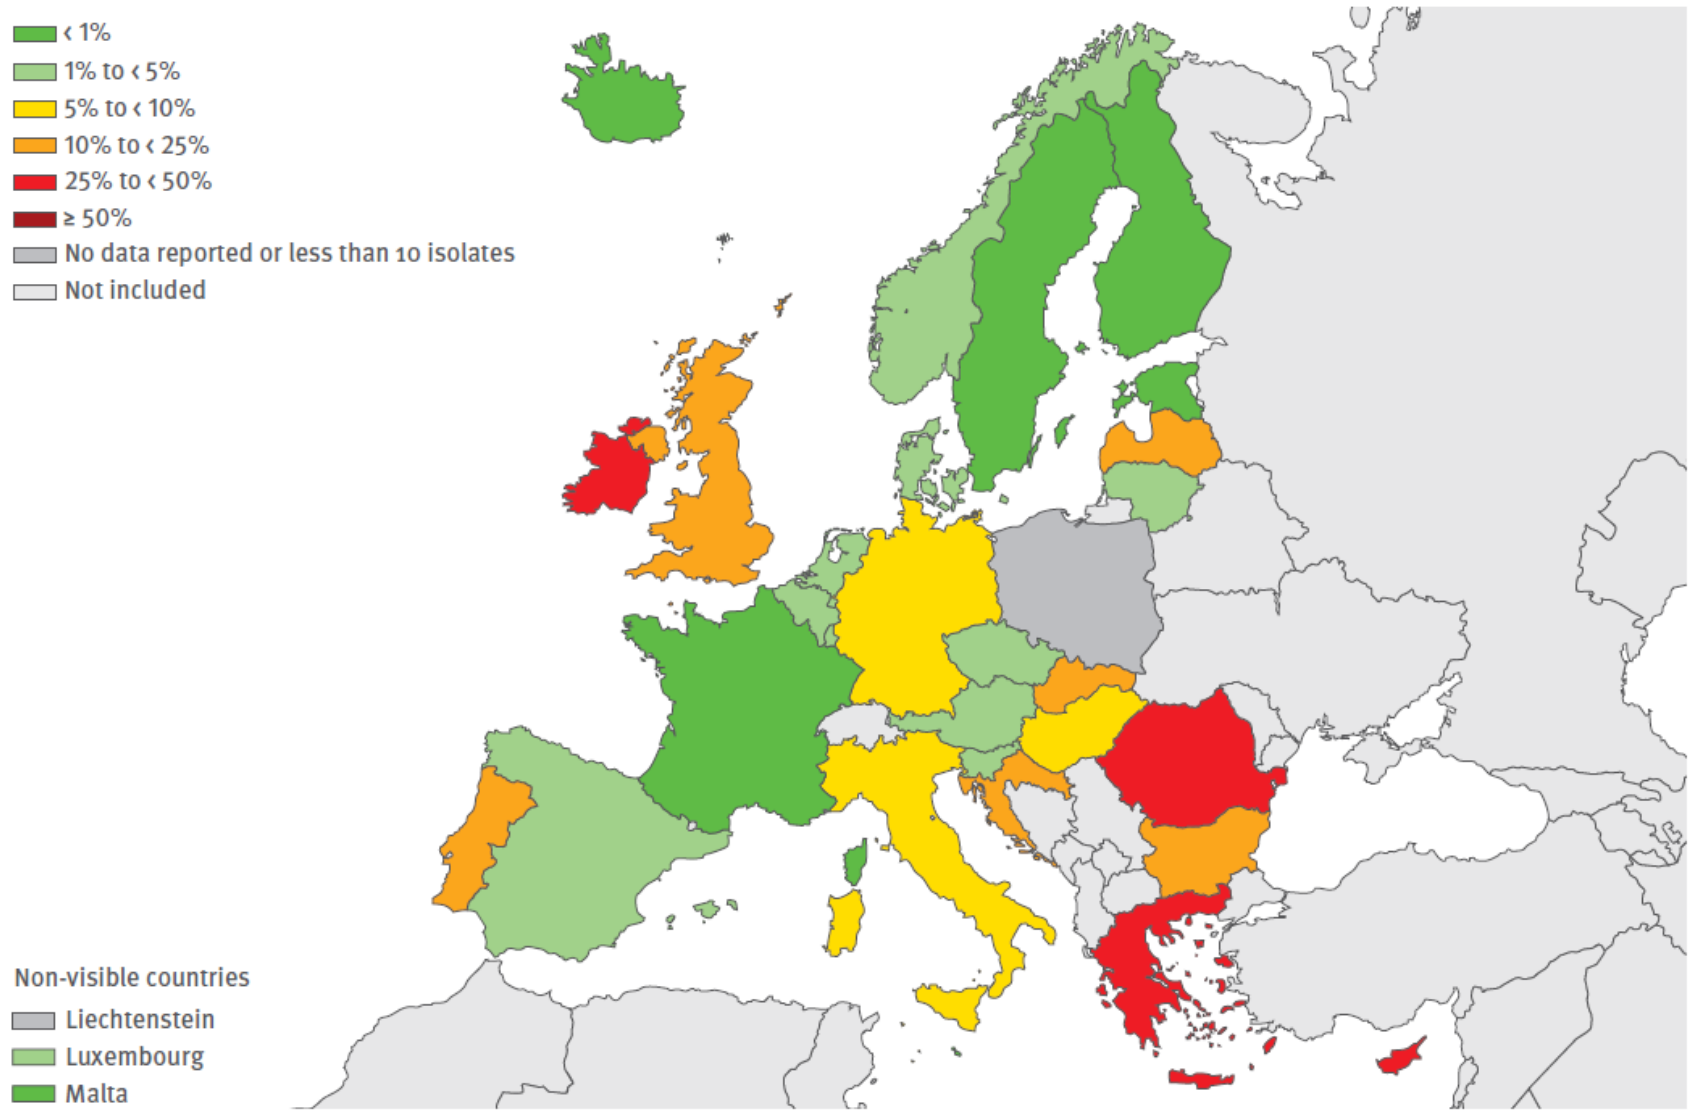 < 1%
1% to < 5%
5% to < 10%
10% to < 25%
25% to < 50%
≥ 50%
No data reported or less than 10 isolates
Not included
Non-visible countries
Liechtenstein
Luxembourg
Malta